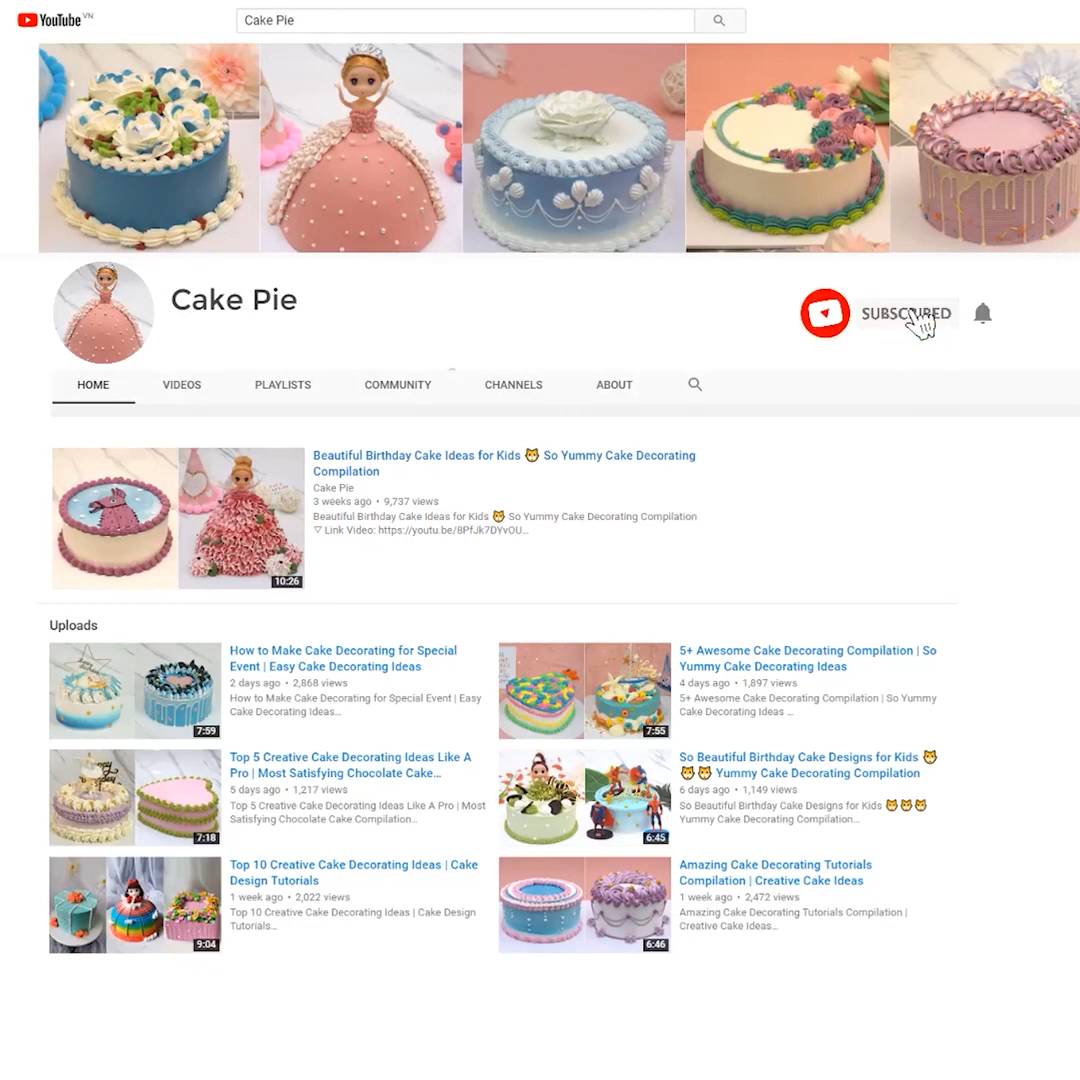 YouTube VN
Cake Pie
Cake Pie
SUBSCRIBED
HOME VIDEOS PLAYLISTS COMMUNITY CHANNELS ABOUT
Beautiful Birthday Cake Ideas for Kids 🐱 So Yummy Cake Decorating
Compilation
Cake Pie
3 weeks ago • 9,737 views
Beautiful Birthday Cake Ideas for Kids 🐱 So Yummy Cake Decorating Compilation
▽ Link Video: https://youtu.be/8PfJk7DYvOU...
10:26
Uploads
How to Make Cake Decorating for Special
Event | Easy Cake Decorating Ideas
2 days ago • 2,868 views
How to Make Cake Decorating for Special Event | Easy
Cake Decorating Ideas...
7:59
5+ Awesome Cake Decorating Compilation | So
Yummy Cake Decorating Ideas
4 days ago • 1,897 views
5+ Awesome Cake Decorating Compilation | So Yummy
Cake Decorating Ideas ...
7:55
Top 5 Creative Cake Decorating Ideas Like A
Pro | Most Satisfying Chocolate Cake...
5 days ago • 1,217 views
Top 5 Creative Cake Decorating Ideas Like A Pro | Most
Satisfying Chocolate Cake Compilation...
7:18
So Beautiful Birthday Cake Designs for Kids 🐱
🐱🐱 Yummy Cake Decorating Compilation
6 days ago • 1,149 views
So Beautiful Birthday Cake Designs for Kids 🐱🐱🐱
Yummy Cake Decorating Compilation...
6:45
Top 10 Creative Cake Decorating Ideas | Cake
Design Tutorials
1 week ago • 2,022 views
Top 10 Creative Cake Decorating Ideas | Cake Design
Tutorials...
9:04
Amazing Cake Decorating Tutorials
Compilation | Creative Cake Ideas
1 week ago • 2,472 views
Amazing Cake Decorating Tutorials Compilation |
Creative Cake Ideas...
6:46